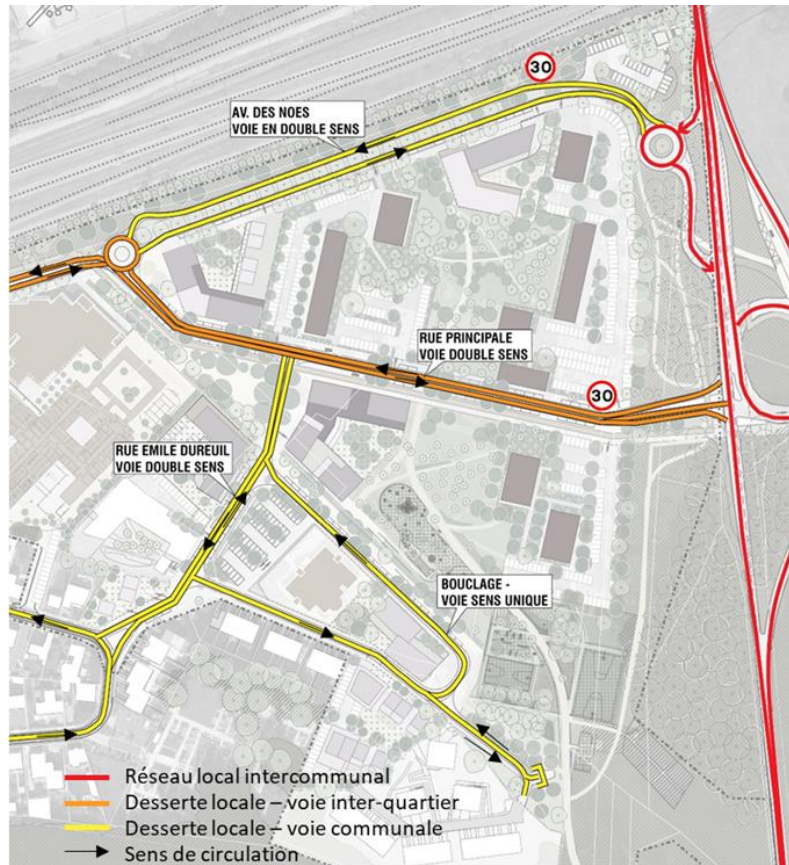 30
AV. DES NOES
VOIE EN DOUBLE SENS
RUE PRINCIPALE
VOIE DOUBLE SENS
30
RUE EMILE DUREUIL
VOIE DOUBLE SENS
BOUCLAGE -
VOIE SENS UNIQUE
Réseau local intercommunal
Desserte locale – voie inter-quartier
Desserte locale – voie communale
Sens de circulation